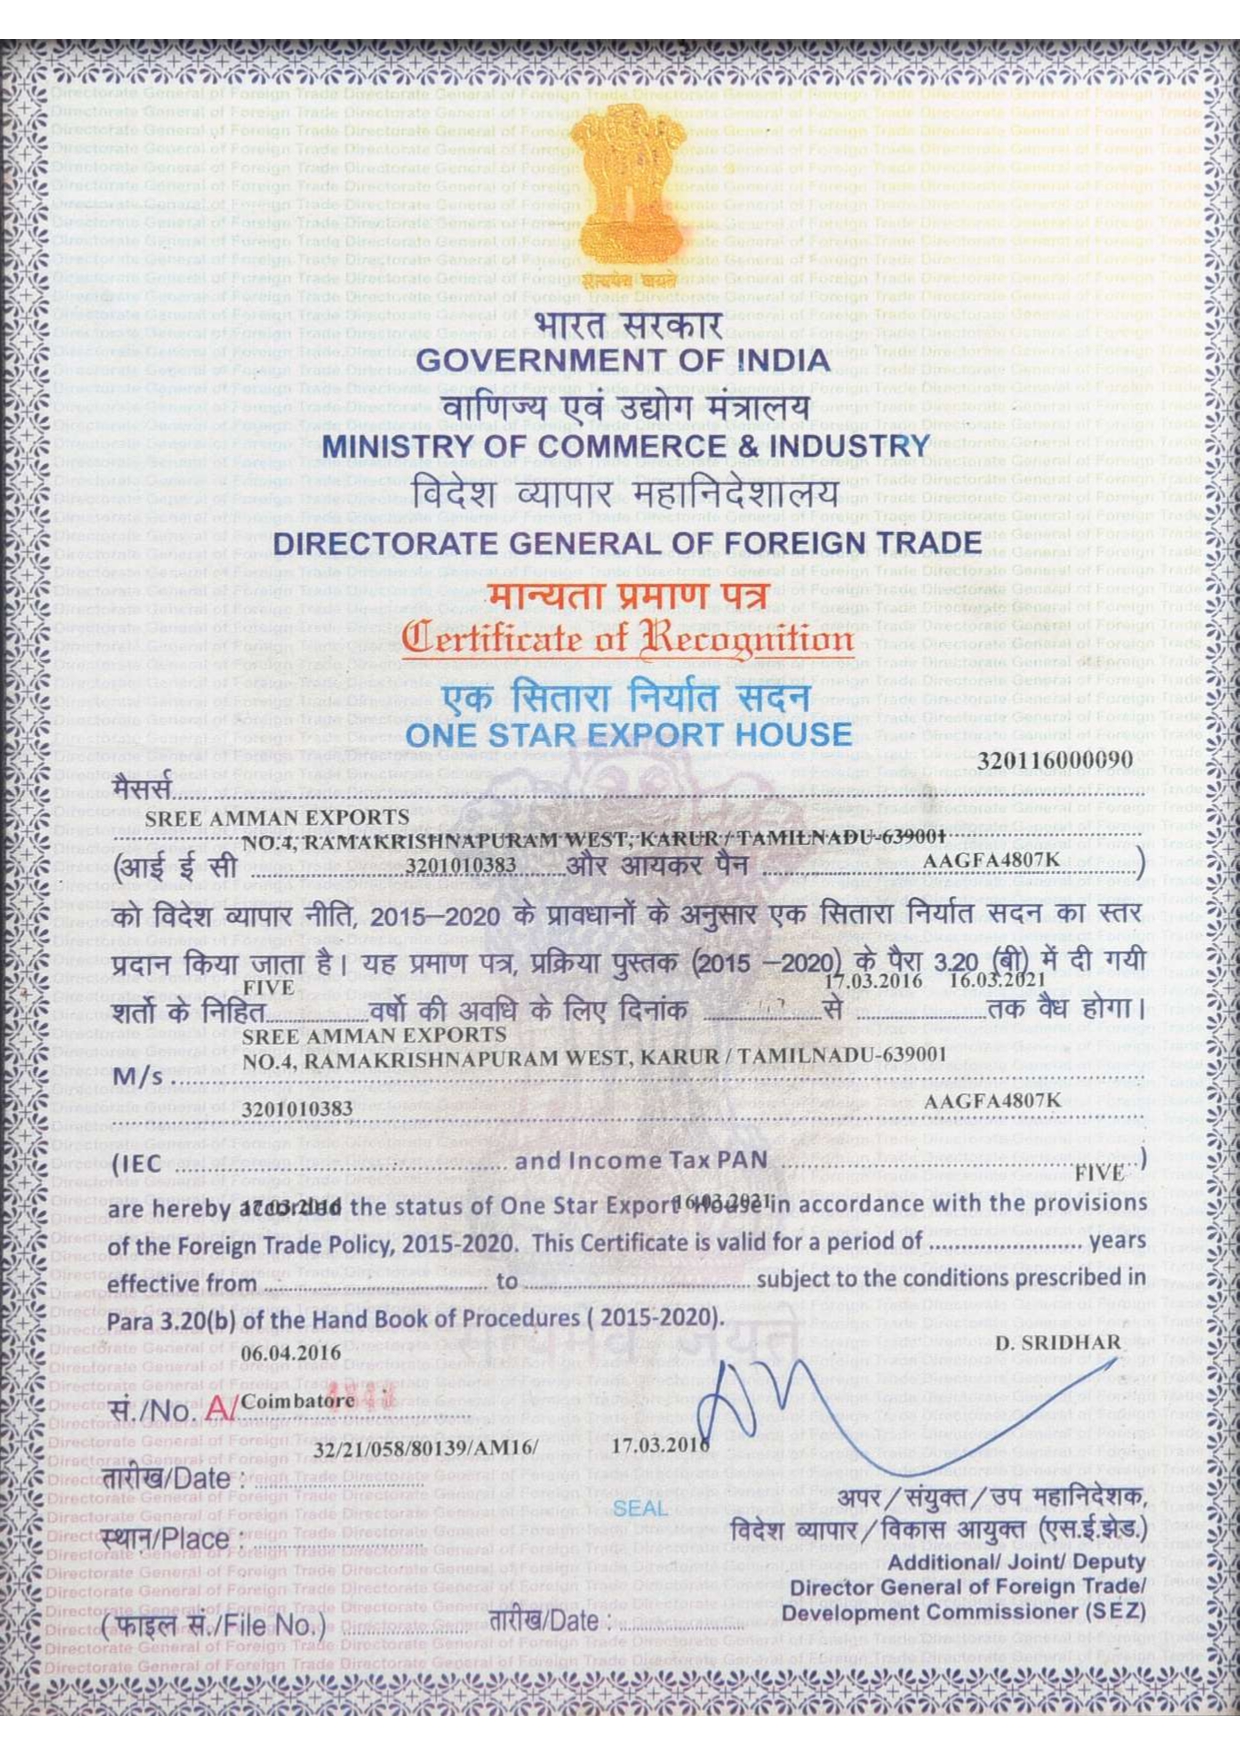 सत्यमेव जयते
भारत सरकार
GOVERNMENT OF INDIA
वाणिज्य एवं उद्योग मंत्रालय
MINISTRY OF COMMERCE & INDUSTRY
विदेश व्यापार महानिदेशालय
DIRECTORATE GENERAL OF FOREIGN TRADE
मान्यता प्रमाण पत्र
Certificate of Recognition
एक सितारा निर्यात सदन
ONE STAR EXPORT HOUSE
320116000090
मैसर्स
SREE AMMAN EXPORTS
NO.4, RAMAKRISHNAPURAM WEST, KARUR / TAMILNADU-639001
(आई ई सी 3201010383 और आयकर पैन AAGFA4807K )
को विदेश व्यापार नीति, 2015–2020 के प्रावधानों के अनुसार एक सितारा निर्यात सदन का स्तर
प्रदान किया जाता है। यह प्रमाण पत्र, प्रक्रिया पुस्तक (2015 –2020) के पैरा 3.20 (बी) में दी गयी
FIVE 17.03.2016 16.03.2021
शर्तो के निहित वर्षो की अवधि के लिए दिनांक से तक वैध होगा।
SREE AMMAN EXPORTS
NO.4, RAMAKRISHNAPURAM WEST, KARUR / TAMILNADU-639001
M/s
3201010383 AAGFA4807K
(IEC and Income Tax PAN )
FIVE
17.03.2016 16.03.2021
are hereby accorded the status of One Star Export House in accordance with the provisions
of the Foreign Trade Policy, 2015-2020. This Certificate is valid for a period of years
effective from to subject to the conditions prescribed in
Para 3.20(b) of the Hand Book of Procedures ( 2015-2020).
06.04.2016 D. SRIDHAR
सं./No. A/ Coimbatore
32/21/058/80139/AM16/ 17.03.2016
तारीख/Date :
SEAL
स्थान/Place :
(फाइल सं./File No.) तारीख/Date :
अपर/संयुक्त/उप महानिदेशक,
विदेश व्यापार/विकास आयुक्त (एस.ई.झेड.)
Additional/ Joint/ Deputy
Director General of Foreign Trade/
Development Commissioner (SEZ)